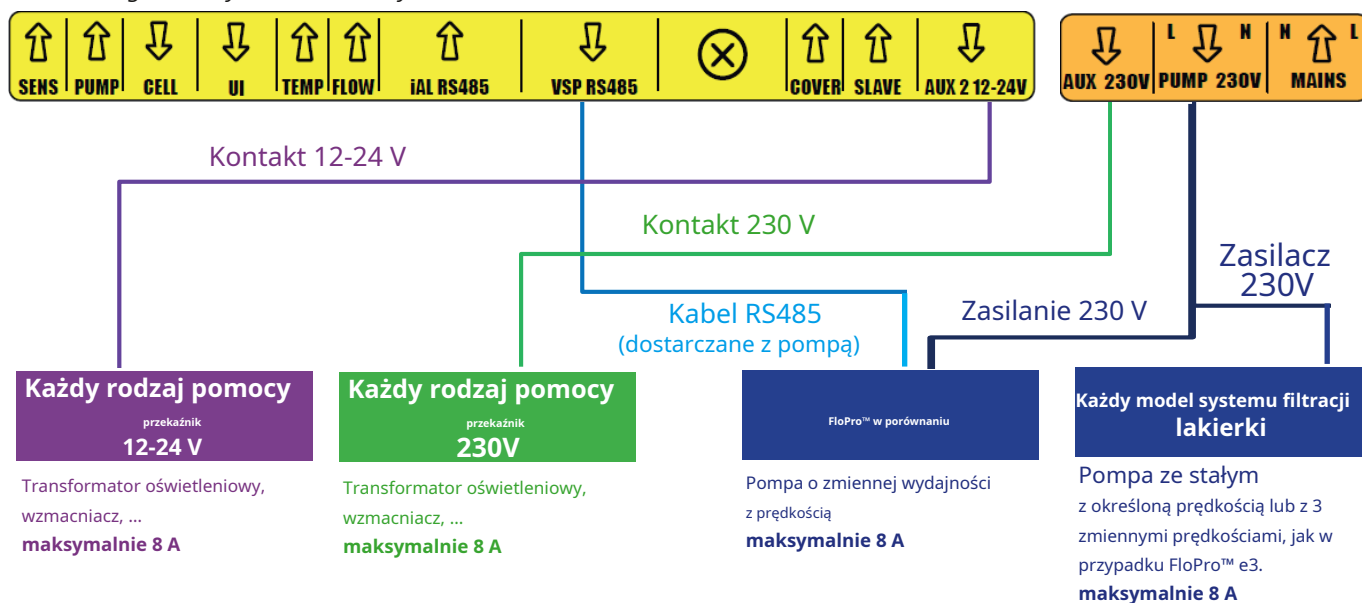 SENS PUMP CELL UI TEMP FLOW iAL RS485 VSP RS485 COVER SLAVE AUX 2 12-24V
L N N L
AUX 230V PUMP 230V MAINS
Kontakt 12-24 V
Kontakt 230 V
Zasilacz
230V
Kabel RS485
(dostarczane z pompą)
Zasilanie 230 V
Każdy rodzaj pomocy
przekaźnik
12-24 V
Transformator oświetleniowy,
wzmacniacz, ...
maksymalnie 8 A
Każdy rodzaj pomocy
przekaźnik
230V
Transformator oświetleniowy,
wzmacniacz, ...
maksymalnie 8 A
FloPro™ w porównaniu
Pompa o zmiennej wydajności
z prędkością
maksymalnie 8 A
Każdy model systemu filtracji
lakierki
Pompa ze stałym
z określoną prędkością lub z 3
zmiennymi prędkościami, jak w
przypadku FloPro™ e3.
maksymalnie 8 A